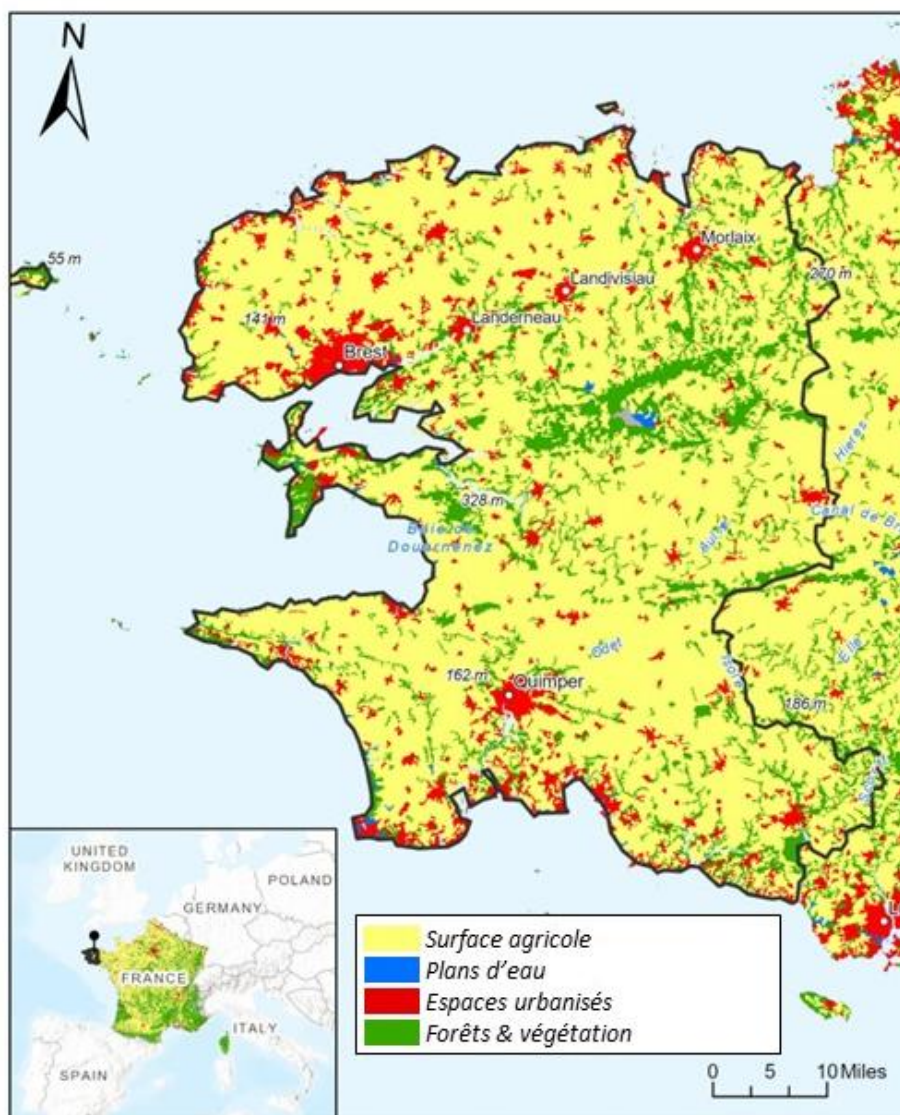 N
55 m
Morlaix
270 m
Landivisiau
141 m
Landerneau
Brest
Hieres
328 m
Canal de Br
Baie de
Douarnenez
Aulne
Odet
Ellé
162 m
Quimper
Isole
186 m
UNITED
KINGDOM
POLAND
GERMANY
FRANCE
ITALY
SPAIN
Surface agricole
Plans d'eau
Espaces urbanisés
Forêts & végétation
0 5 10 Miles